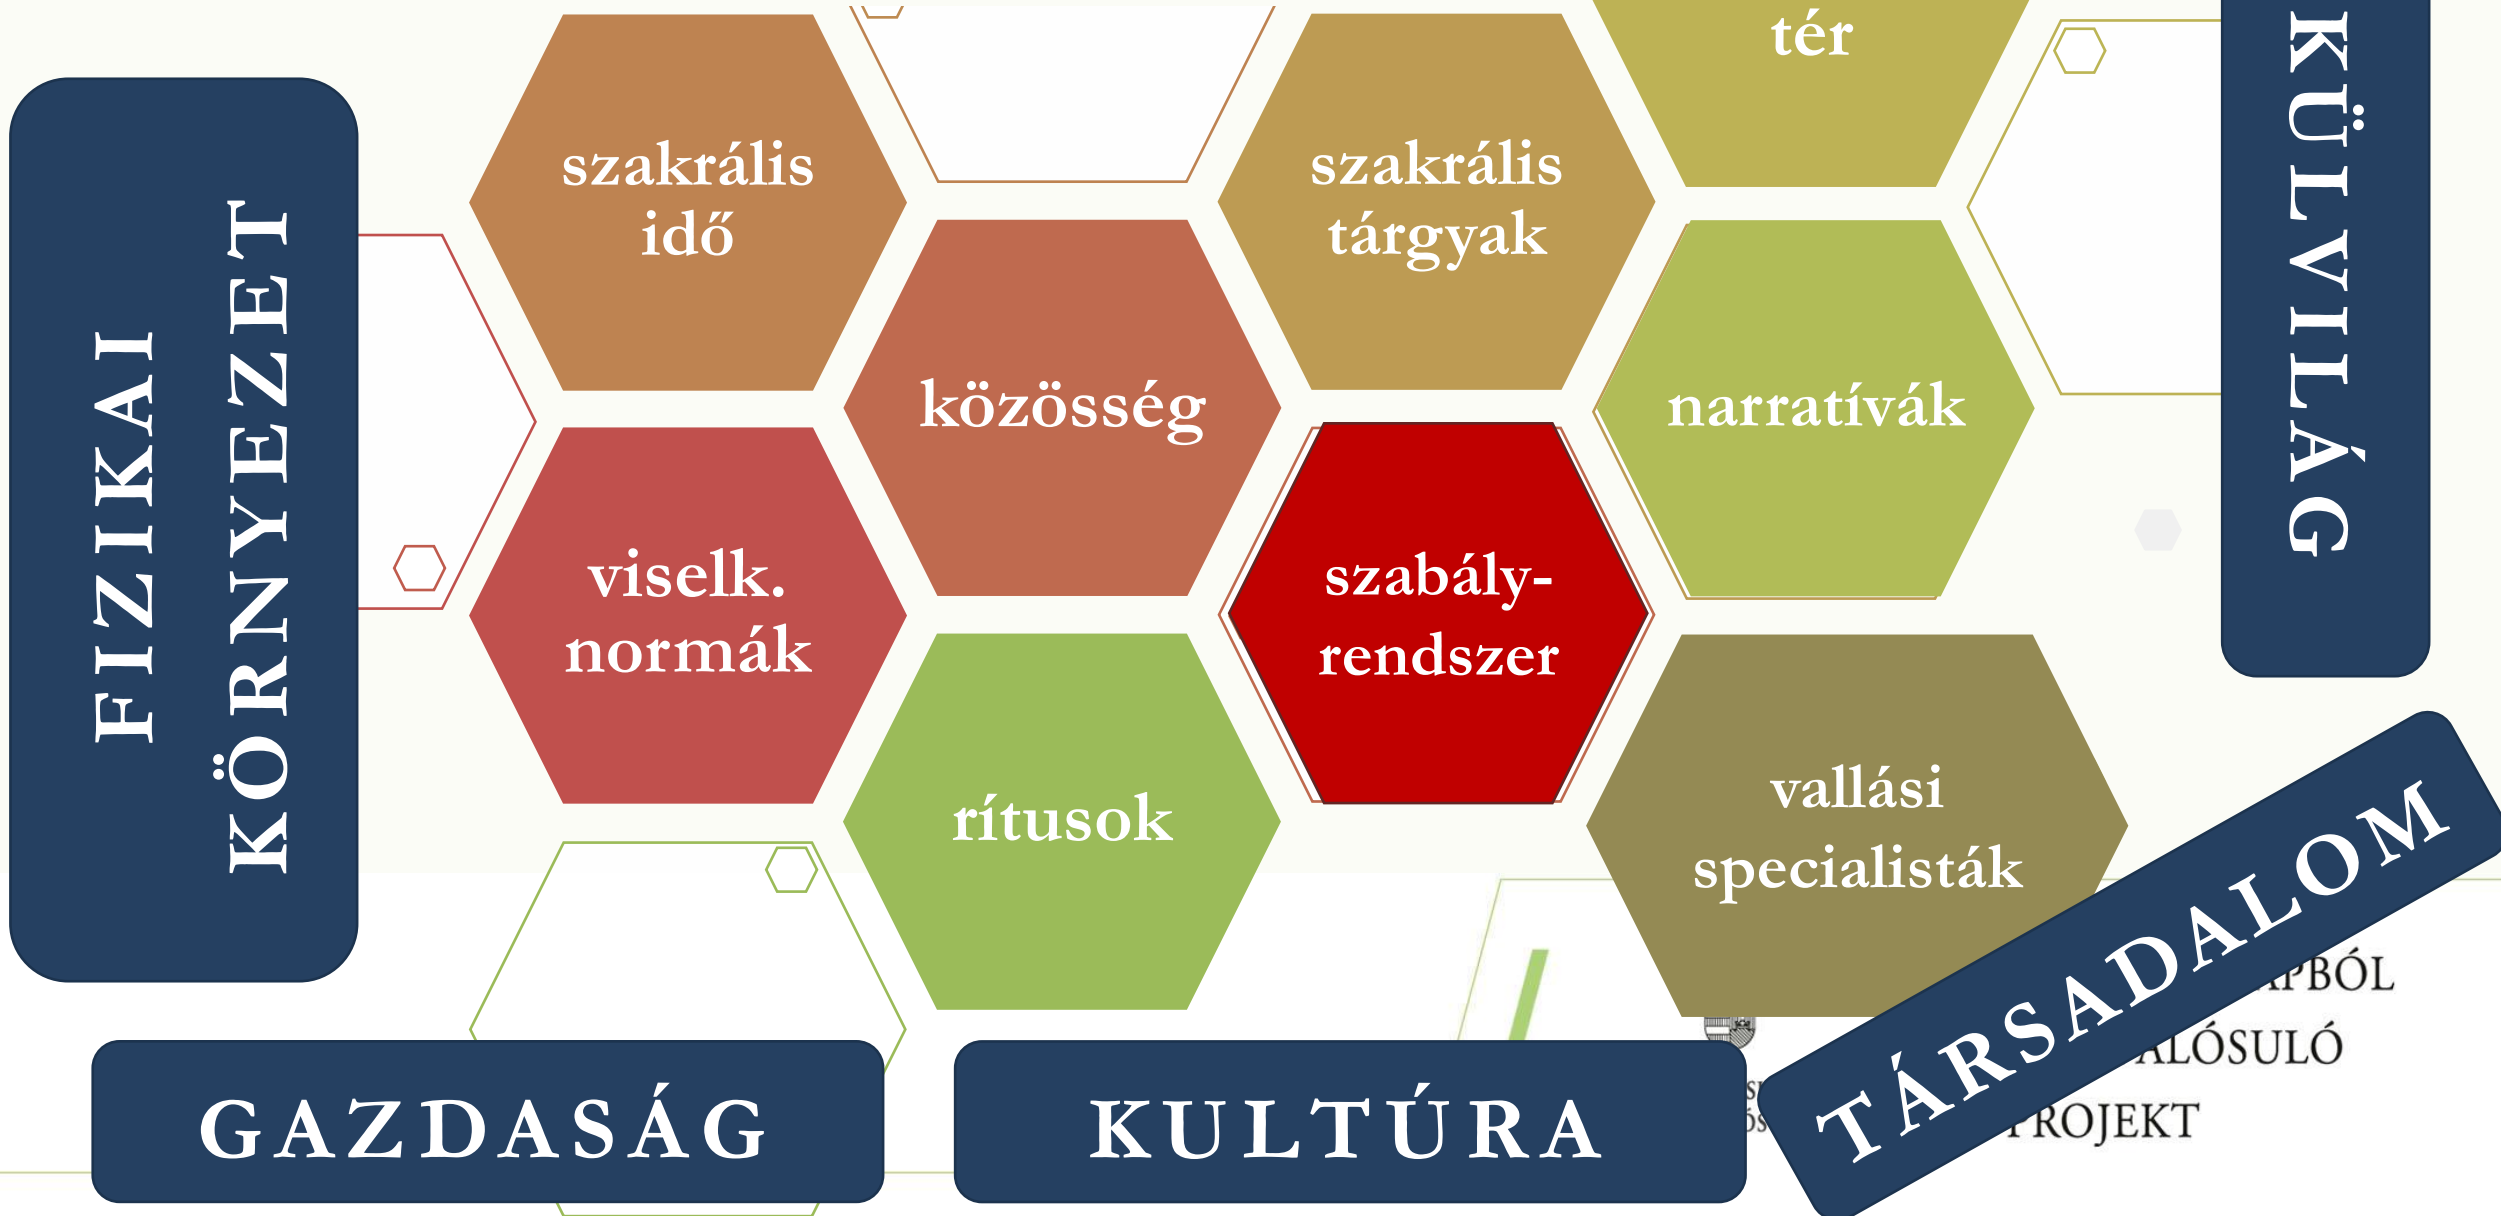 tér
KÜLVILÁG
FIZIKAI
KÖRNYEZET
szakrális
idő
szakrális
tárgyak
közösség
narratívák
viselk.
normák
szabály-
rendszer
rítusok
vallási
specialisták
TÁRSADALOM
GAZDASÁG
KULTÚRA
PROJEKT